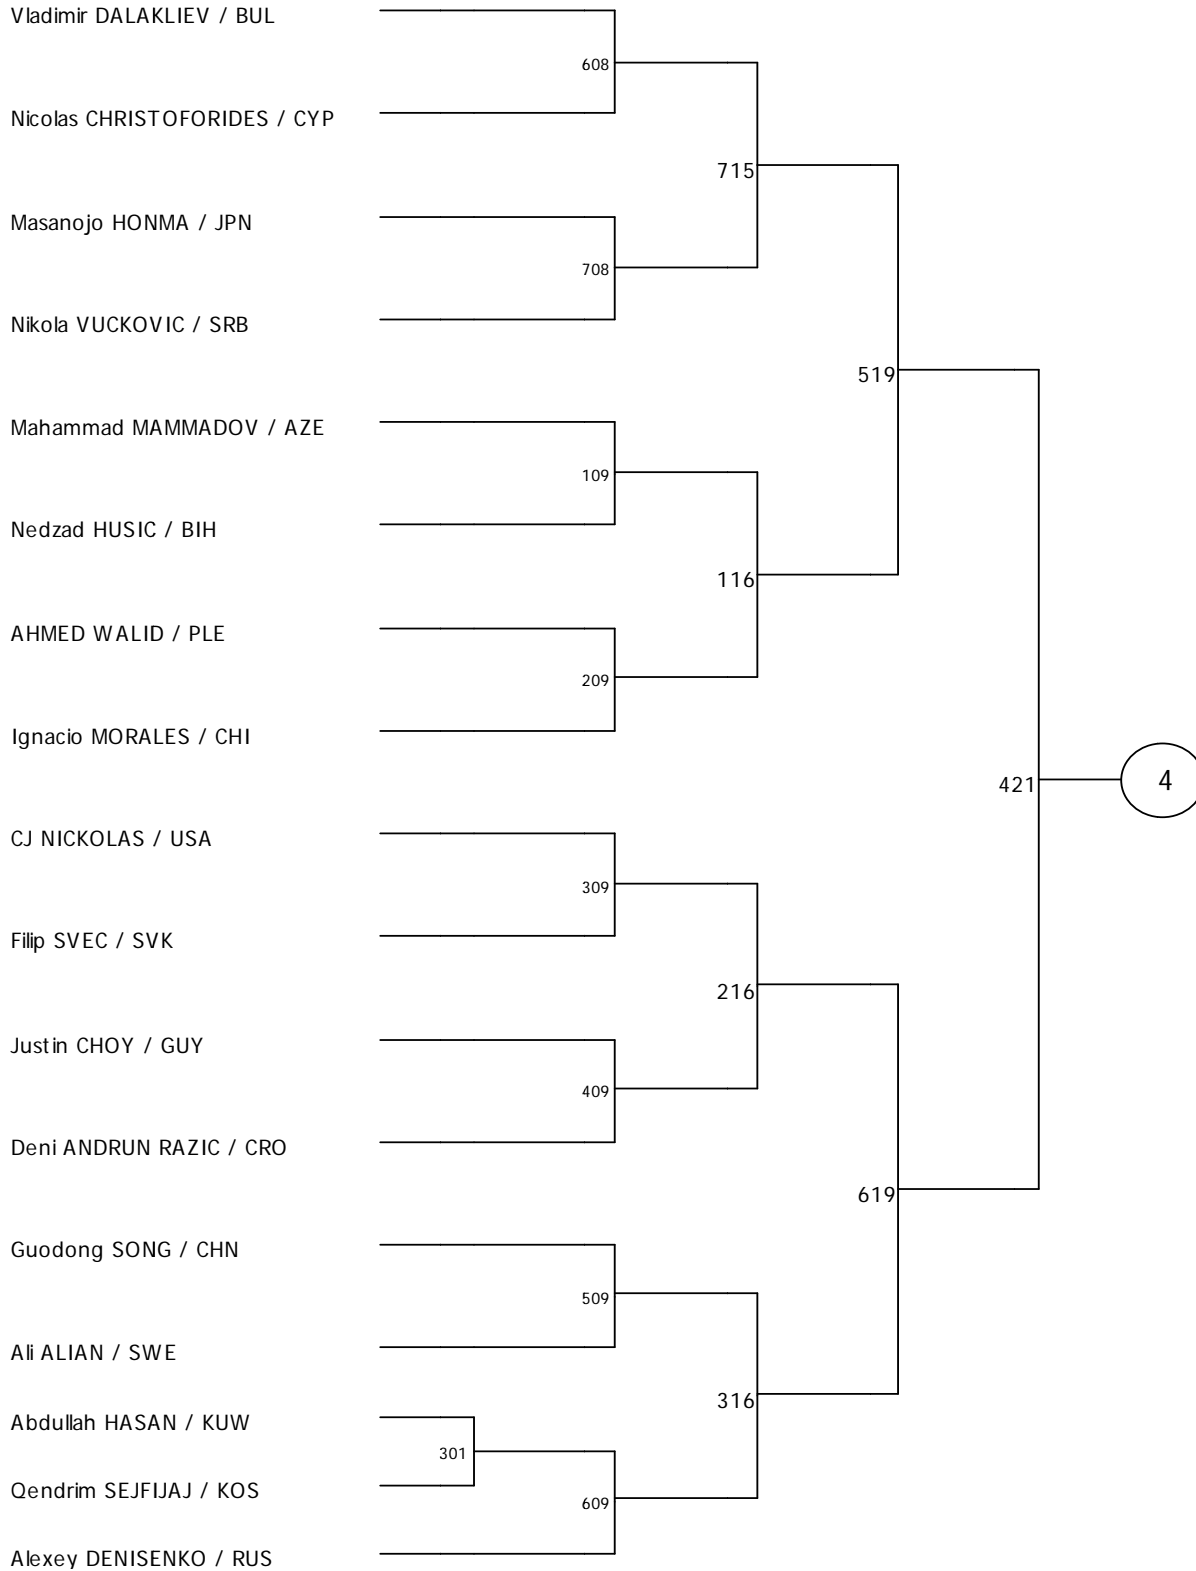 Vladimir DALAKLIEV / BUL
608
Nicolas CHRISTOFORIDES / CYP
715
Masanojo HONMA / JPN
708
Nikola VUCKOVIC / SRB
519
Mahammad MAMMADOV / AZE
109
Nedzad HUSIC / BIH
116
AHMED WALID / PLE
209
Ignacio MORALES / CHI
421
4
CJ NICKOLAS / USA
309
Filip SVEC / SVK
216
Justin CHOY / GUY
409
Deni ANDRUN RAZIC / CRO
619
Guodong SONG / CHN
509
Ali ALIAN / SWE
316
Abdullah HASAN / KUW
301
Qendrim SEJFIJAJ / KOS
609
Alexey DENISENKO / RUS